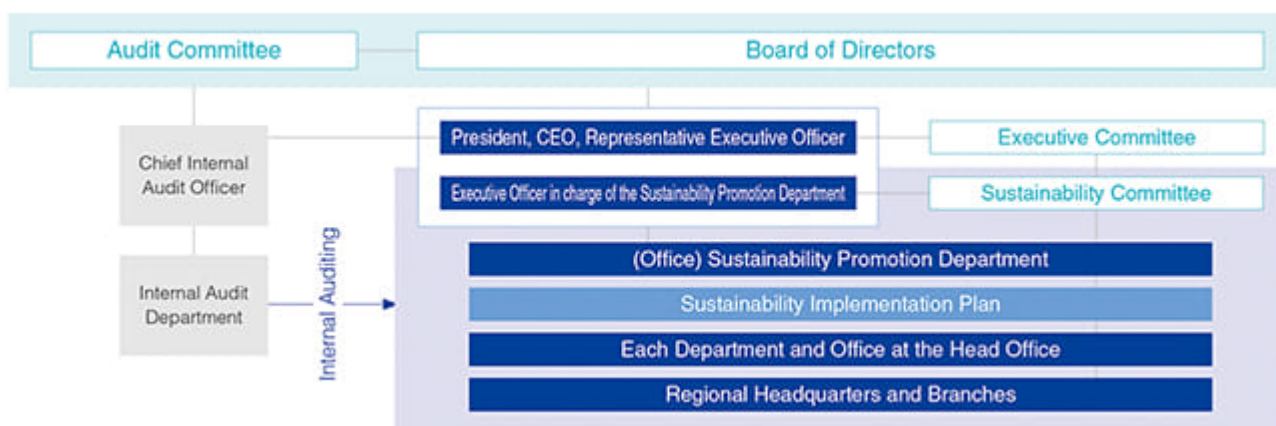 Audit Committee
Board of Directors
President, CEO, Representative Executive Officer
Executive Committee
Chief Internal
Audit Officer
Executive Officer in charge of the Sustainability Promotion Department
Sustainability Committee
Internal Audit
Department
Internal Auditing
(Office) Sustainability Promotion Department
Sustainability Implementation Plan
Each Department and Office at the Head Office
Regional Headquarters and Branches